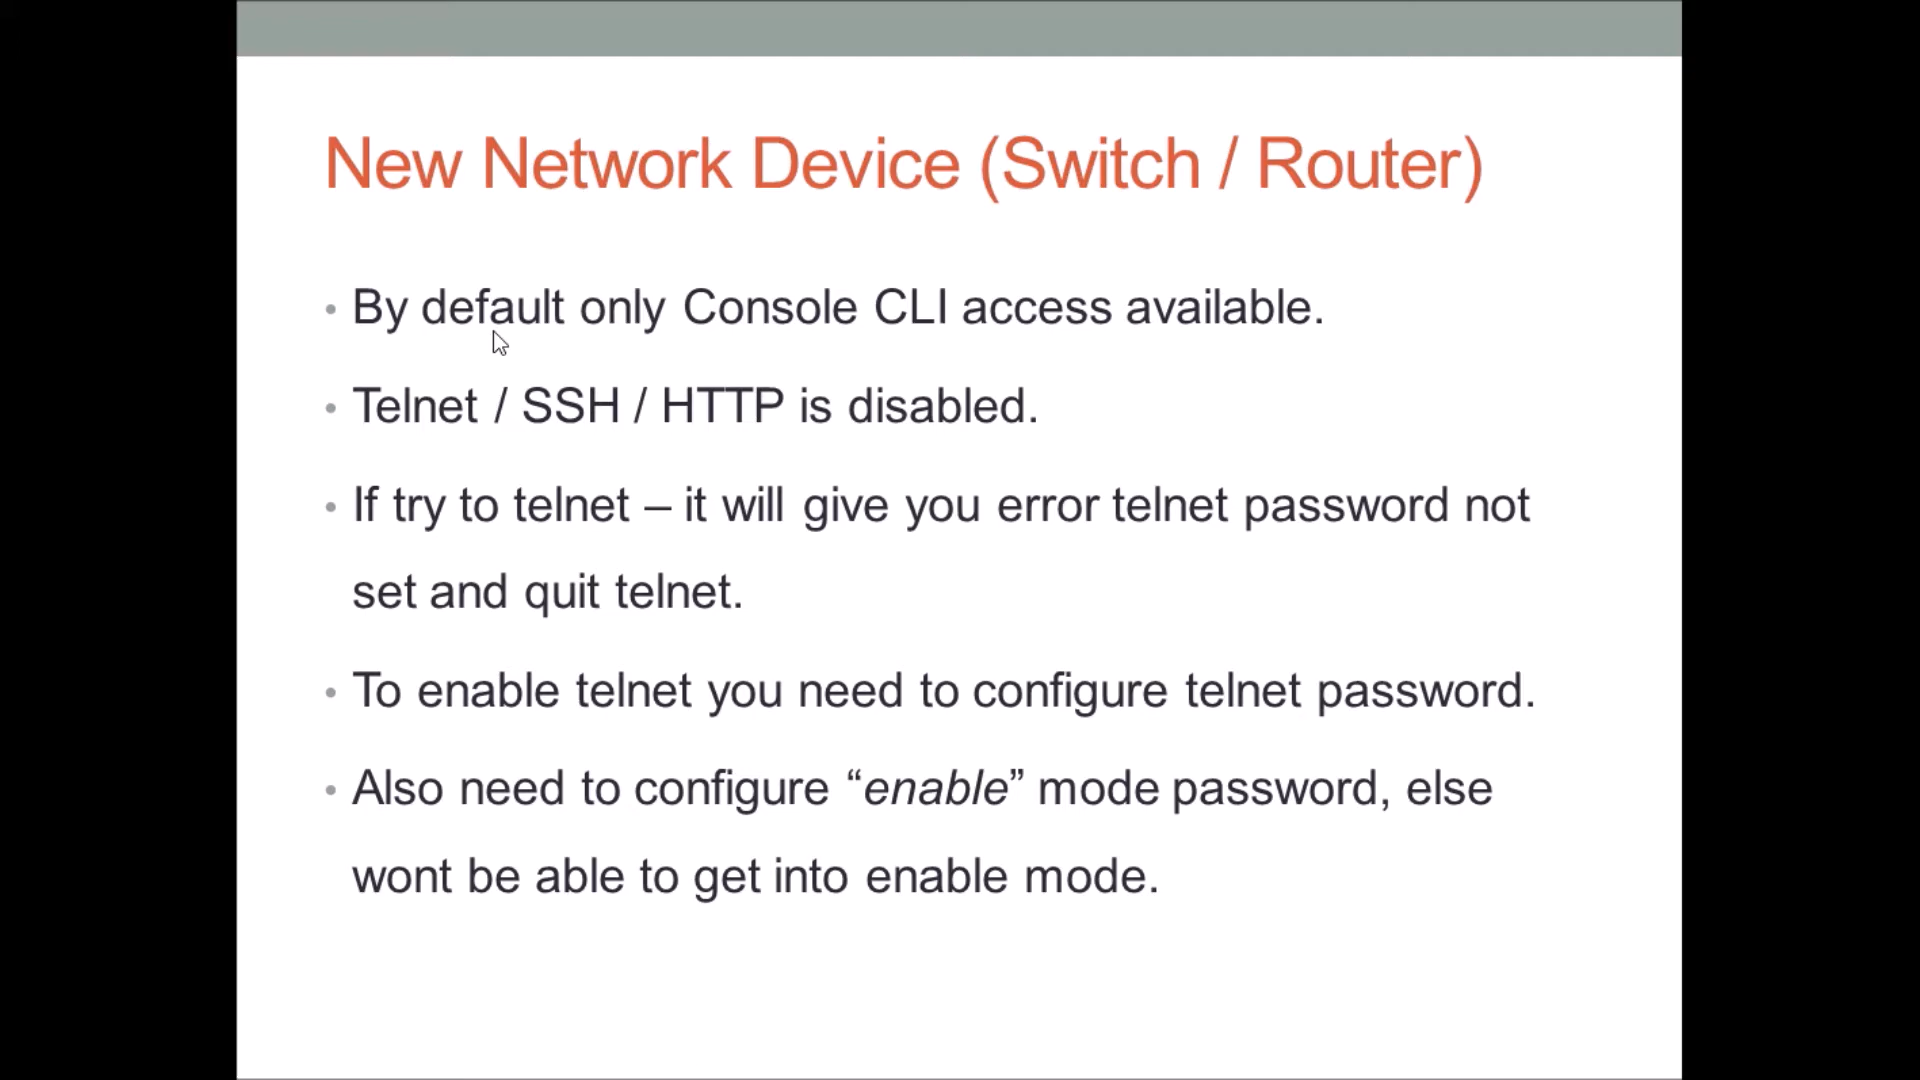 New Network Device (Switch / Router)
• By default only Console CLI access available.
• Telnet / SSH / HTTP is disabled.
• If try to telnet – it will give you error telnet password not
set and quit telnet.
• To enable telnet you need to configure telnet password.
• Also need to configure “enable” mode password, else
wont be able to get into enable mode.